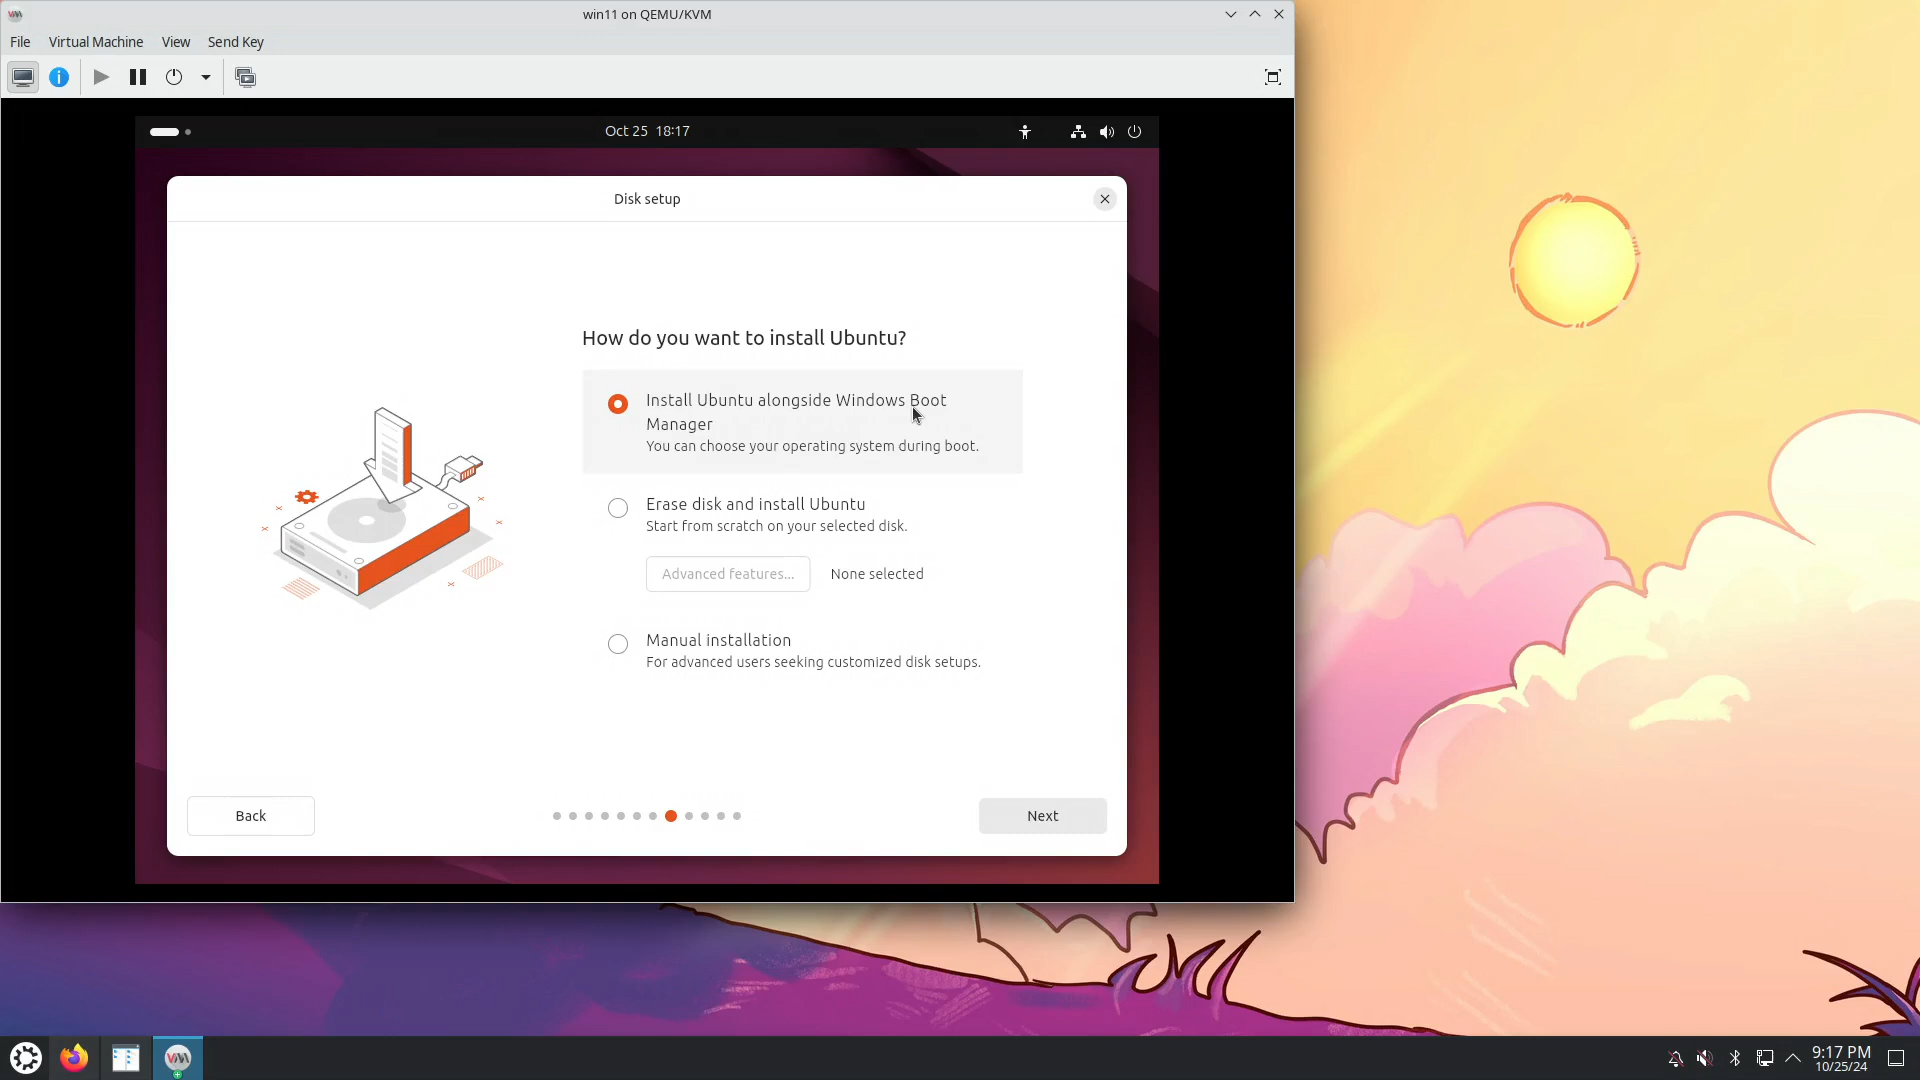 win11 on QEMU/KVM
File Virtual Machine View Send Key
Oct 25 18:17
Disk setup
How do you want to install Ubuntu?
Install Ubuntu alongside Windows Boot
Manager
You can choose your operating system during boot.
Erase disk and install Ubuntu
Start from scratch on your selected disk.
Advanced features... None selected
Manual installation
For advanced users seeking customized disk setups.
Back Next
9:17 PM
10/25/24